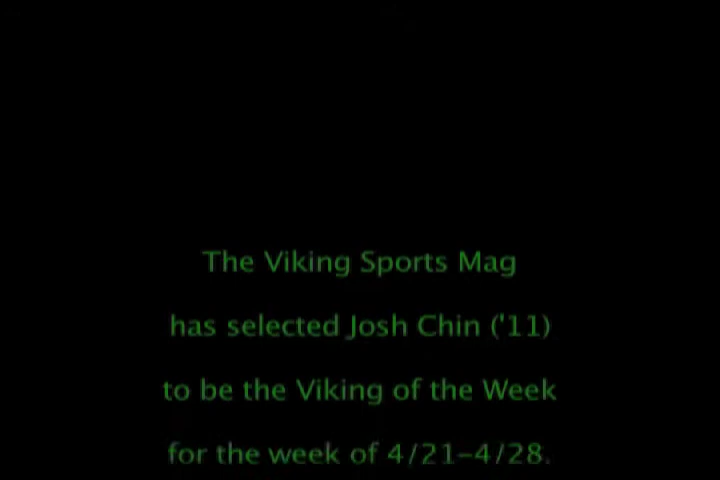 The Viking Sports Mag
has selected Josh Chin ('11)
to be the Viking of the Week
for the week of 4/21-4/28.